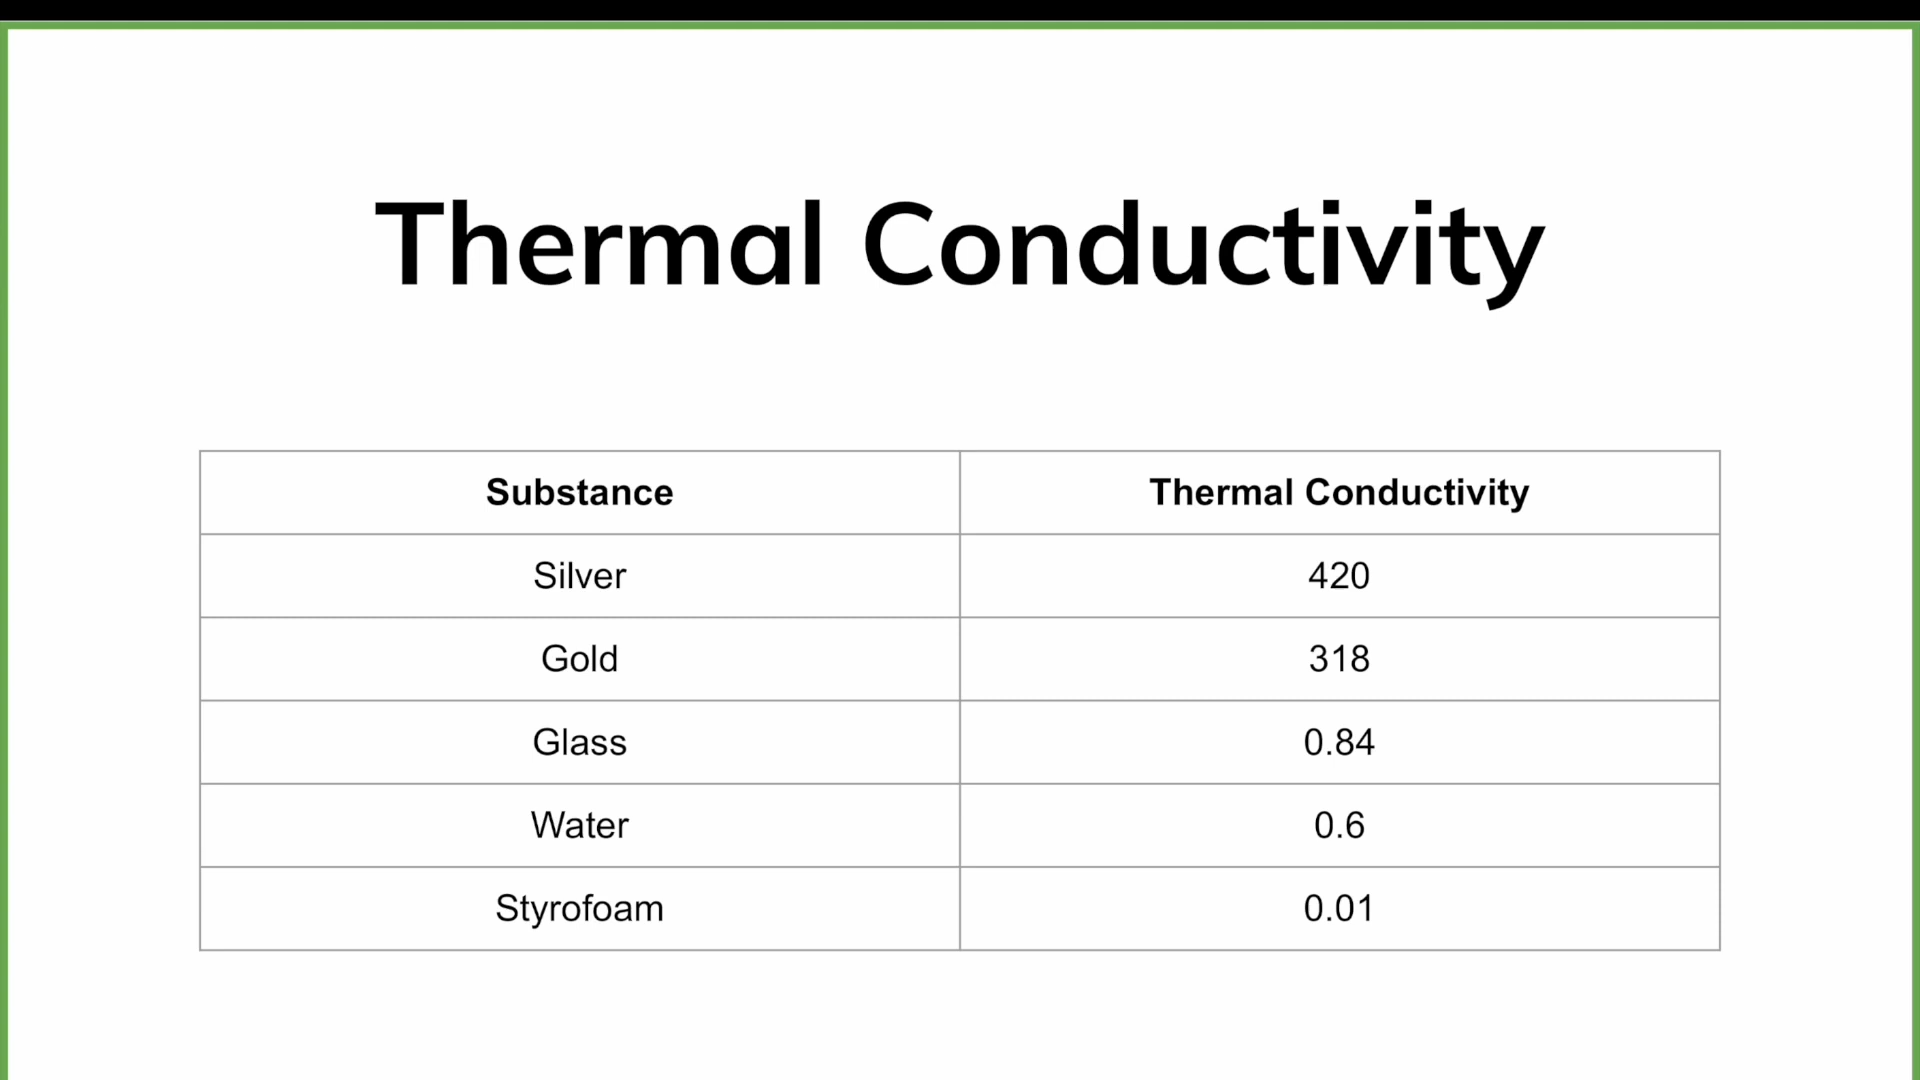 Thermal Conductivity
Substance Thermal Conductivity
Silver 420
Gold 318
Glass 0.84
Water 0.6
Styrofoam 0.01